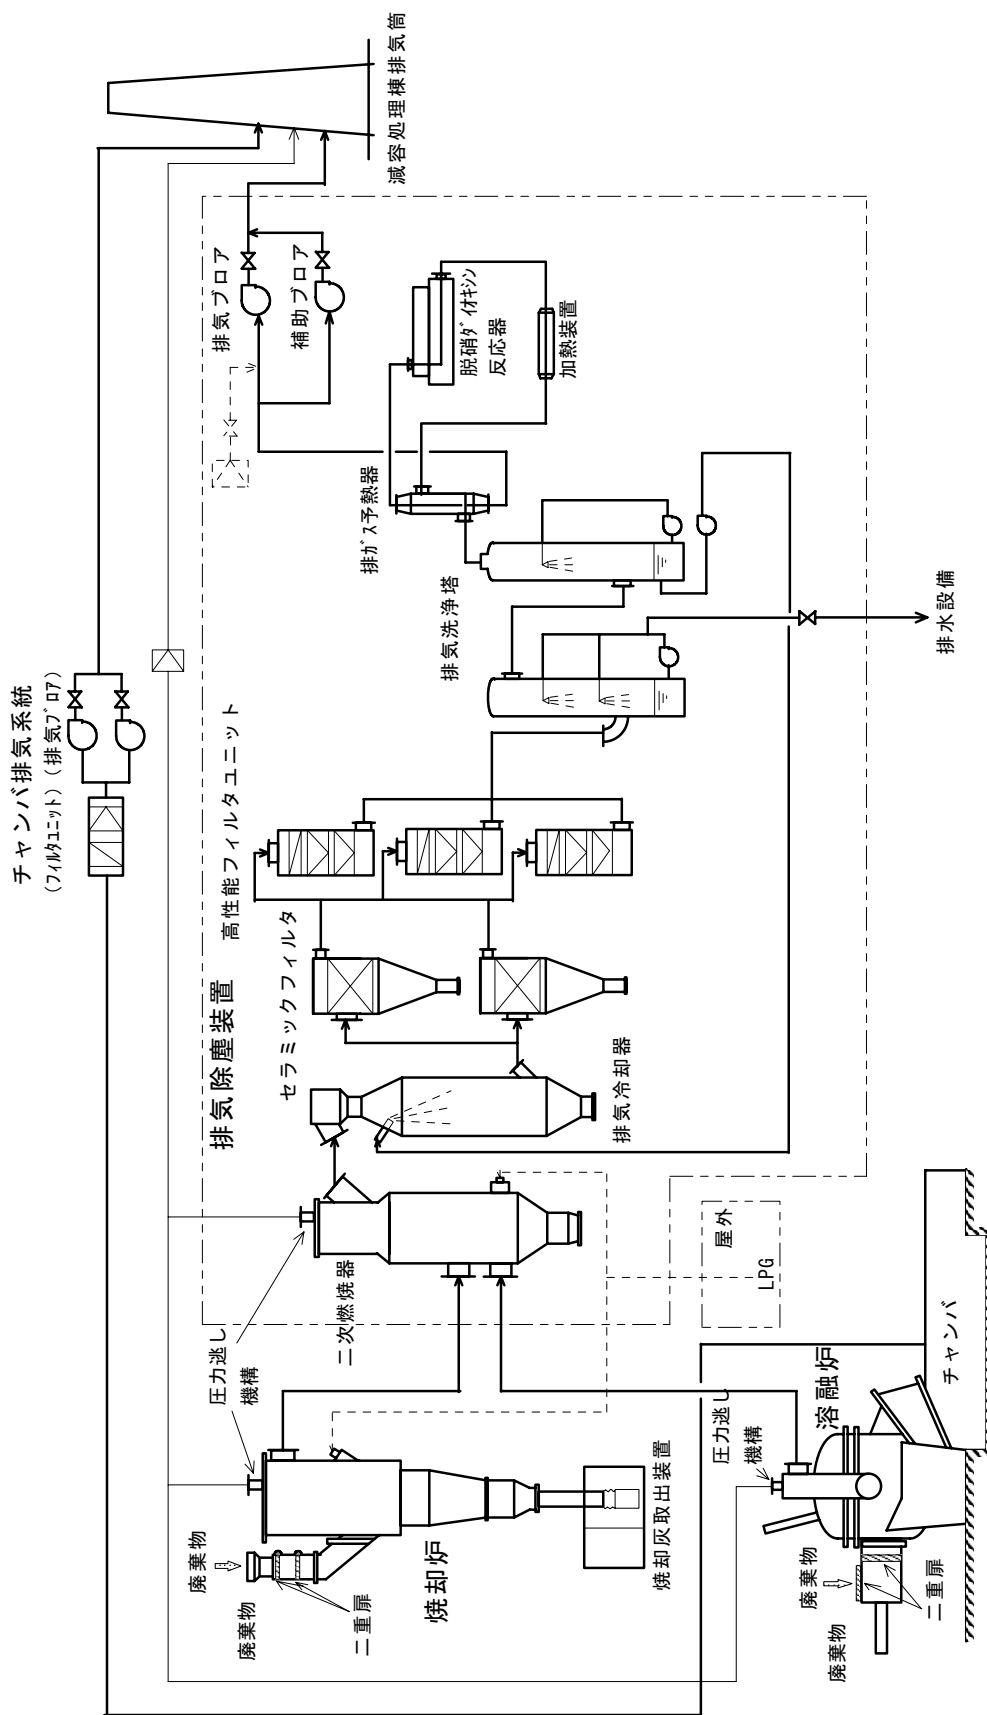 チャンバ排気系統
(フィルタユニット) (排気ブロア)
減容処理棟排気筒
排気除塵装置
高性能フィルタユニット
排気ブロア
補助ブロア
セラミックフィルタ
排ガス予熱器
脱硝ダイオキシン
反応器
加熱装置
排気洗浄塔
排水設備
排気冷却器
二次燃焼器
圧力逃し
機構
屋外
LPG
廃棄物
廃棄物
二重扉
焼却炉
焼却灰取出装置
圧力逃し
機構
溶融炉
チャンバ
廃棄物
廃棄物
二重扉